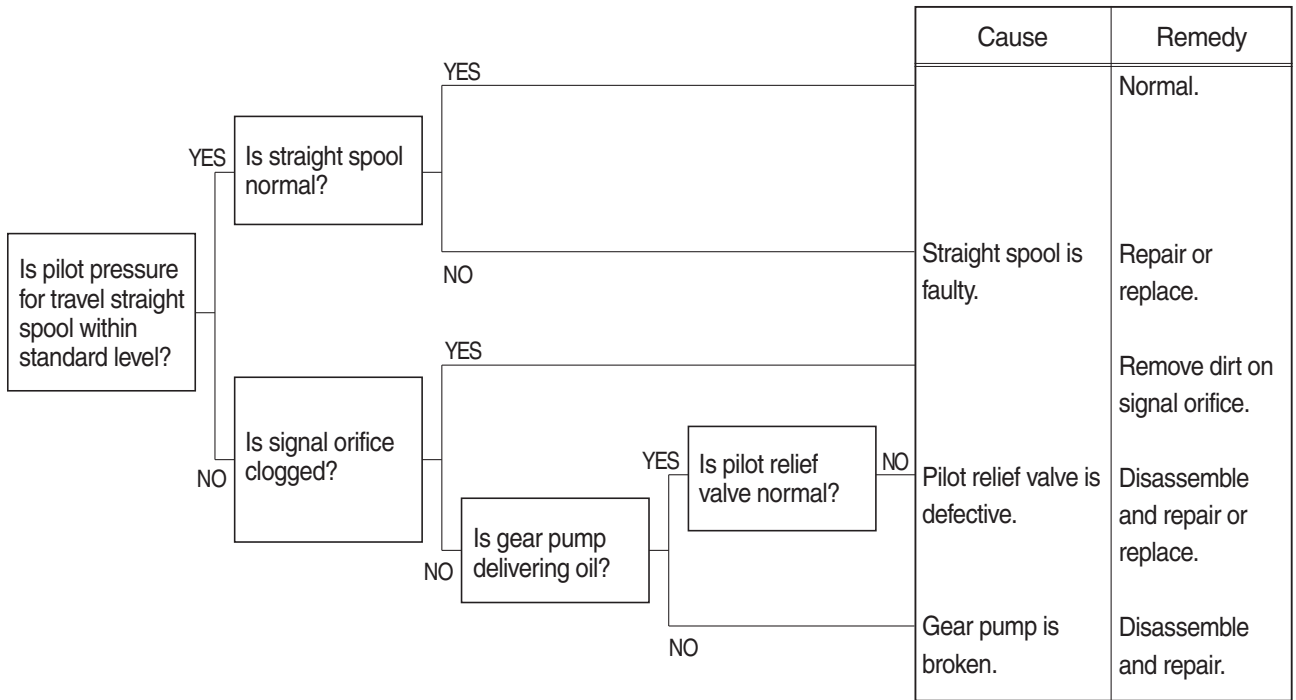 Cause
Remedy
YES
Normal.
YES
Is straight spool
normal?
NO
Straight spool is
faulty.
Repair or
replace.
Is pilot pressure
for travel straight
spool within
standard level?
YES
Remove dirt on
signal orifice.
NO
Is signal orifice
clogged?
YES
Is pilot relief
valve normal?
NO
Pilot relief valve is
defective.
Disassemble
and repair or
replace.
NO
Is gear pump
delivering oil?
NO
Gear pump is
broken.
Disassemble
and repair.